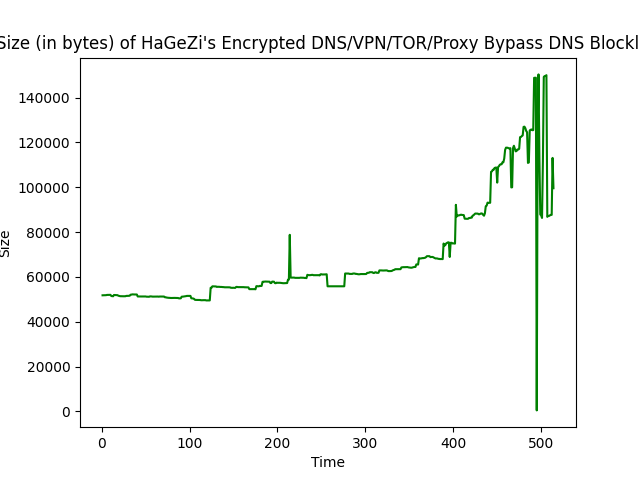 Size (in bytes) of HaGeZi's Encrypted DNS/VPN/TOR/Proxy Bypass DNS Blockl
140000
120000
100000
80000
60000
40000
20000
0
Size
0 100 200 300 400 500
Time